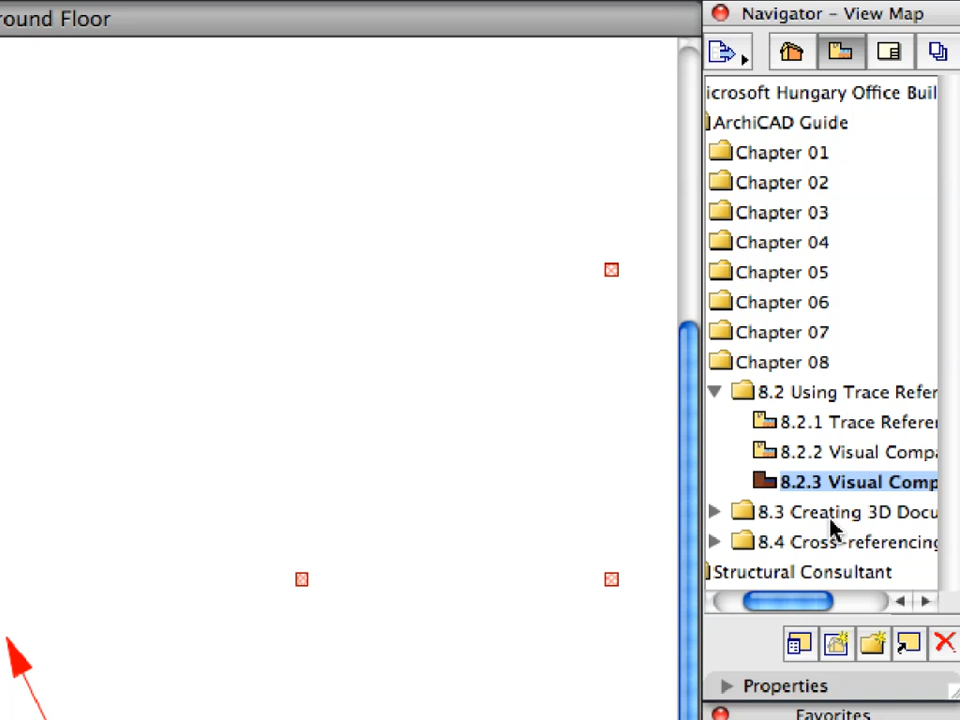 round Floor
Navigator - View Map
icrosoft Hungary Office Buil
ArchiCAD Guide
Chapter 01
Chapter 02
Chapter 03
Chapter 04
Chapter 05
Chapter 06
Chapter 07
Chapter 08
8.2 Using Trace Refer
8.2.1 Trace Referen
8.2.2 Visual Compa
8.2.3 Visual Comp
8.3 Creating 3D Docu
8.4 Cross-referencing
Structural Consultant
Properties
Favorites